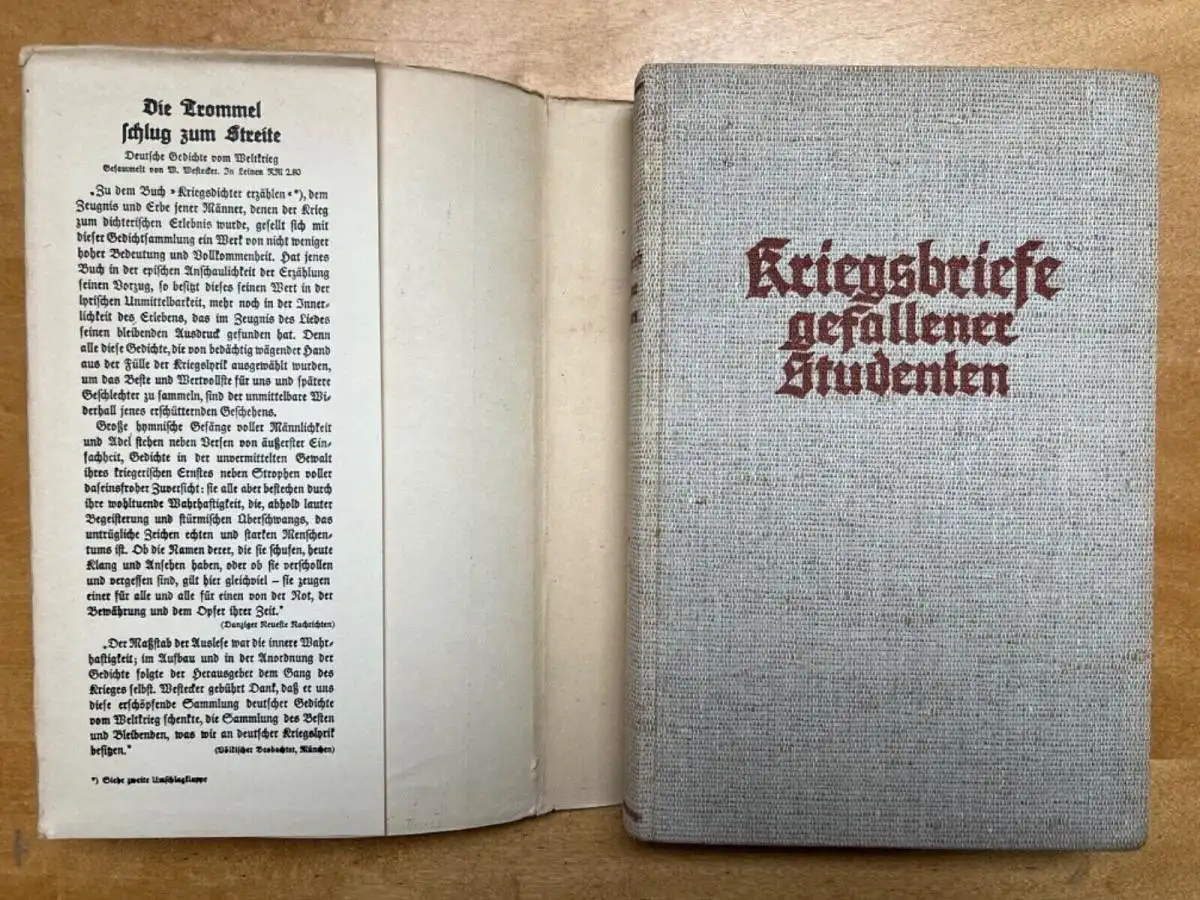 Die Trommel
schlug zum Streite
Deutsche Gedichte vom Weltkrieg
Gesammelt von W. Westecker. In Leinen RM 2.80
„Zu dem Buch »Kriegsdichter erzählen«*), dem
Zeugnis und Erbe jener Männer, denen der Krieg
zum dichterischen Erlebnis wurde, gesellt sich mit
dieser Gedichtsammlung ein Werk von nicht weniger
hoher Bedeutung und Vollkommenheit. Hat jenes
Buch in der epischen Anschaulichkeit der Erzählung
seinen Vorzug, so besitzt dieses seinen Wert in der
lyrischen Unmittelbarkeit, mehr noch in der Inner-
lichkeit des Erlebens, das im Zeugnis des Liedes
seinen bleibenden Ausdruck gefunden hat. Denn
alle diese Gedichte, die von bedächtig wägender Hand
aus der Fülle der Kriegslyrik ausgewählt wurden,
um das Beste und Wertvollste für uns und spätere
Geschlechter zu sammeln, sind der unmittelbare Wi-
derhall jenes erschütternden Geschehens.
Große hymnische Gesänge voller Männlichkeit
und Adel stehen neben Versen von äußerster Ein-
fachheit, Gedichte in der unvermittelten Gewalt
ihres kriegerischen Ernstes neben Strophen voller
daseinsfroher Zuversicht: sie alle aber bestechen durch
ihre wohltuende Wahrhaftigkeit, die, abhold lauter
Begeisterung und stürmischen Überschwangs, das
untrügliche Zeichen echten und starken Menschen-
tums ist. Ob die Namen derer, die sie schufen, heute
Klang und Ansehen haben, oder ob sie verschollen
und vergessen sind, gilt hier gleichviel – sie zeugen
einer für alle und alle für einen von der Not, der
Bewährung und dem Opfer ihrer Zeit."
(Danziger Neueste Nachrichten)
„Der Maßstab der Auslese war die innere Wahr-
haftigkeit; im Aufbau und in der Anordnung der
Gedichte folgte der Herausgeber dem Gang des
Krieges selbst. Westecker gebührt Dank, daß er uns
diese erschöpfende Sammlung deutscher Gedichte
vom Weltkrieg schenkte, die Sammlung des Besten
und Bleibenden, was wir an deutscher Kriegslyrik
besitzen."
(Völkischer Beobachter, München)
*) Siehe zweite Umschlagklappe
Kriegsbriefe
gefallener
Studenten